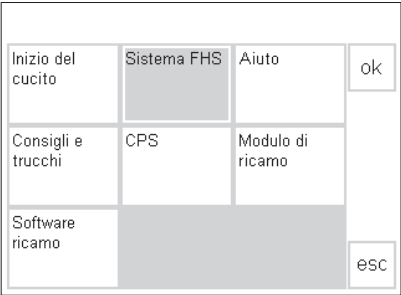 Inizio del
cucito
Sistema FHS
Aiuto
ok
Consigli e
trucchi
CPS
Modulo di
ricamo
Software
ricamo
esc